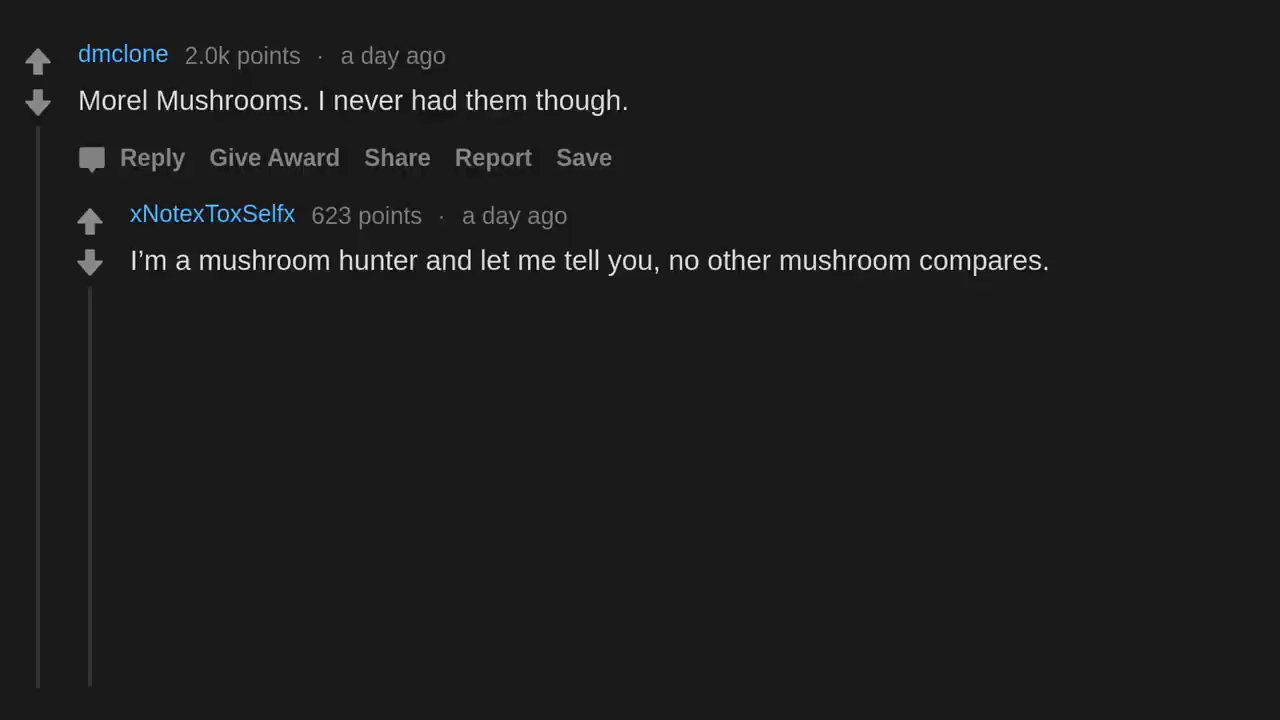 dmclone 2.0k points · a day ago
Morel Mushrooms. I never had them though.
Reply Give Award Share Report Save
xNotexToxSelfx 623 points · a day ago
I’m a mushroom hunter and let me tell you, no other mushroom compares.